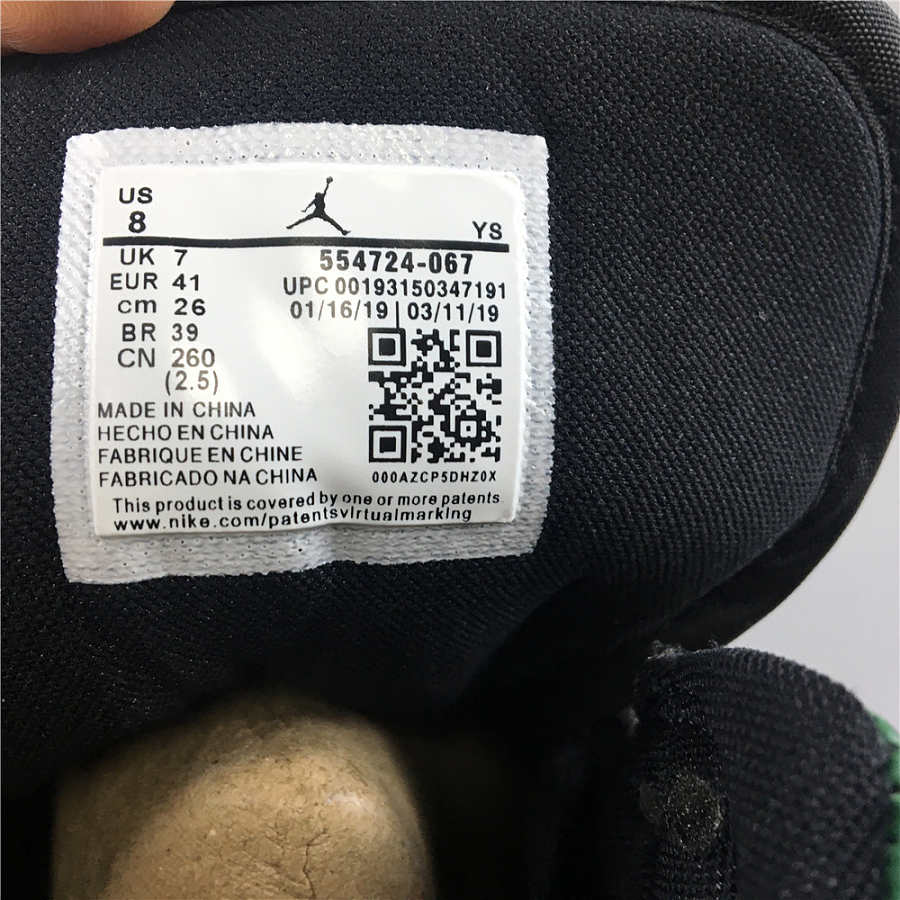 US
8
YS
UK 7
EUR 41
cm 26
BR 39
CN 260
(2.5)
554724-067
UPC 00193150347191
01/16/19 | 03/11/19
000AZCP5DHZ0X
MADE IN CHINA
HECHO EN CHINA
FABRIQUE EN CHINE
FABRICADO NA CHINA
This product is covered by one or more patents
www.nike.com/patentsvirtualmarking